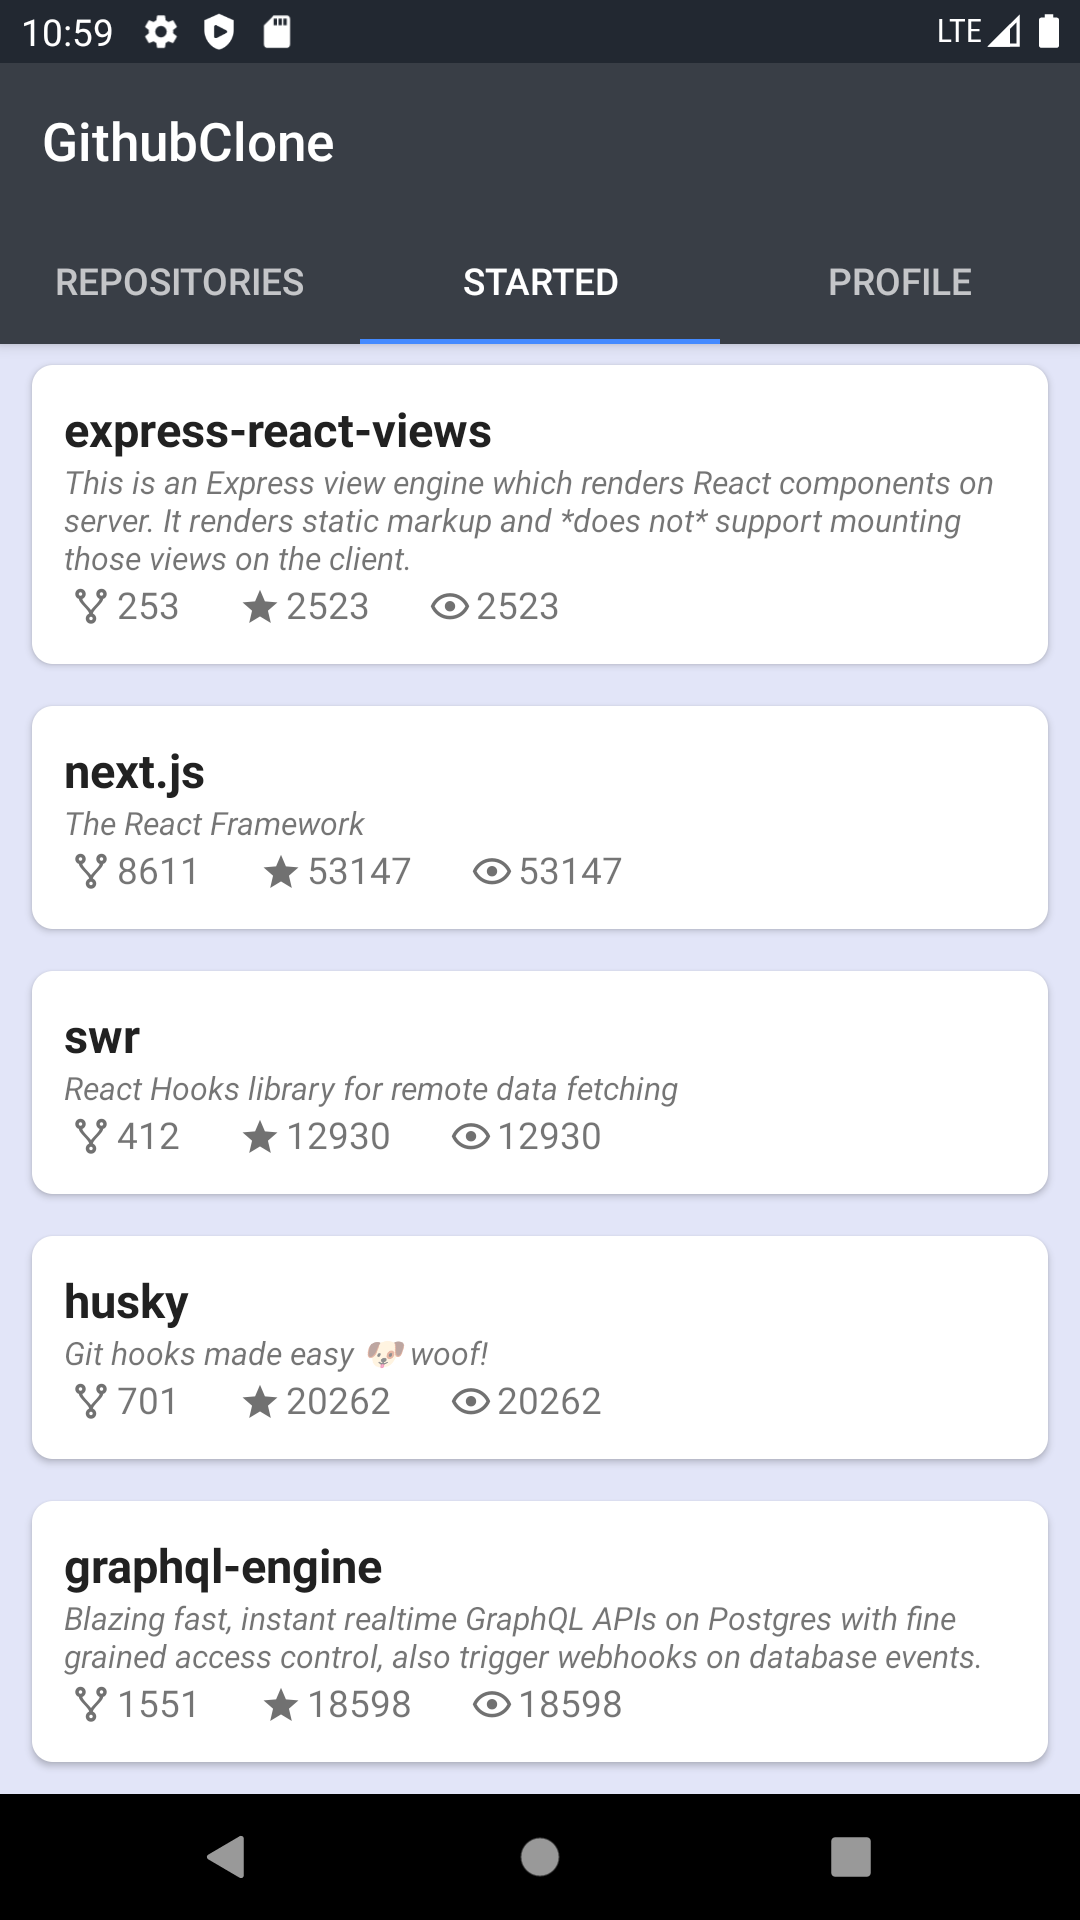 10:59 LTE
GithubClone
REPOSITORIES STARTED PROFILE
express-react-views
This is an Express view engine which renders React components on
server. It renders static markup and *does not* support mounting
those views on the client.
253 2523 2523
next.js
The React Framework
8611 53147 53147
swr
React Hooks library for remote data fetching
412 12930 12930
husky
Git hooks made easy 🐶 woof!
701 20262 20262
graphql-engine
Blazing fast, instant realtime GraphQL APIs on Postgres with fine
grained access control, also trigger webhooks on database events.
1551 18598 18598